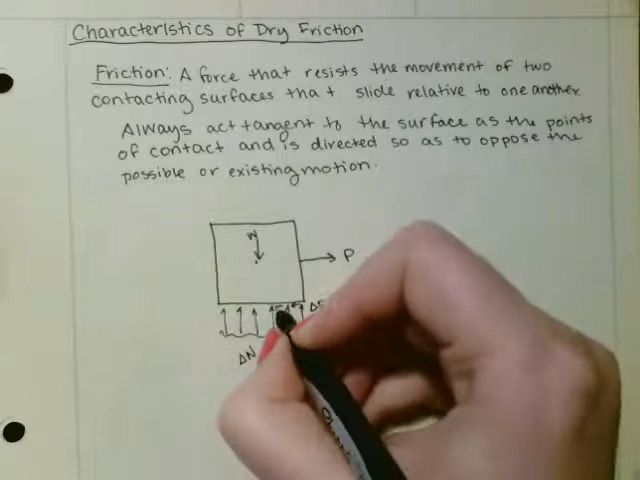 Characteristics of Dry Friction
Friction: A force that resists the movement of two
contacting surfaces that slide relative to one another.
Always act tangent to the surface as the points
of contact and is directed so as to oppose the
possible or existing motion.
W
P
ΔN